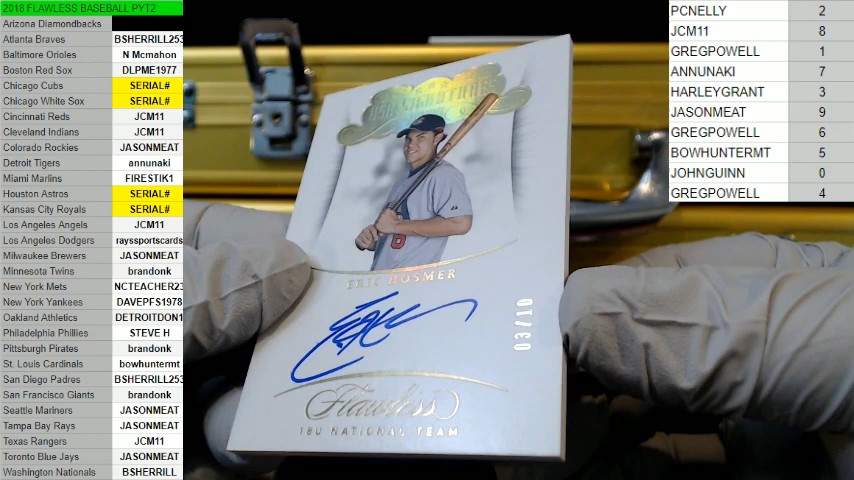 2018 FLAWLESS BASEBALL PYT2
Arizona Diamondbacks
Atlanta Braves BSHERRILL253
Baltimore Orioles N Mcmahon
Boston Red Sox DLPME1977
Chicago Cubs SERIAL#
Chicago White Sox SERIAL#
Cincinnati Reds JCM11
Cleveland Indians JCM11
Colorado Rockies JASONMEAT
Detroit Tigers annunaki
Miami Marlins FIRESTIK1
Houston Astros SERIAL#
Kansas City Royals SERIAL#
Los Angeles Angels JCM11
Los Angeles Dodgers rayssportscards
Milwaukee Brewers JASONMEAT
Minnesota Twins brandonk
New York Mets NCTEACHER23
New York Yankees DAVEPFS1978
Oakland Athletics DETROITDON1
Philadelphia Phillies STEVE H
Pittsburgh Pirates brandonk
St. Louis Cardinals bowhuntermt
San Diego Padres BSHERRILL253
San Francisco Giants brandonk
Seattle Mariners JASONMEAT
Tampa Bay Rays JASONMEAT
Texas Rangers JCM11
Toronto Blue Jays JASONMEAT
Washington Nationals BSHERRILL
PCNELLY 2
JCM11 8
GREGPOWELL 1
ANNUNAKI 7
HARLEYGRANT 3
JASONMEAT 9
GREGPOWELL 6
BOWHUNTERMT 5
JOHNGUINN 0
GREGPOWELL 4
USA SIGNATURES
6
ERIC HOSMER
03/10
Flawless
18U NATIONAL TEAM